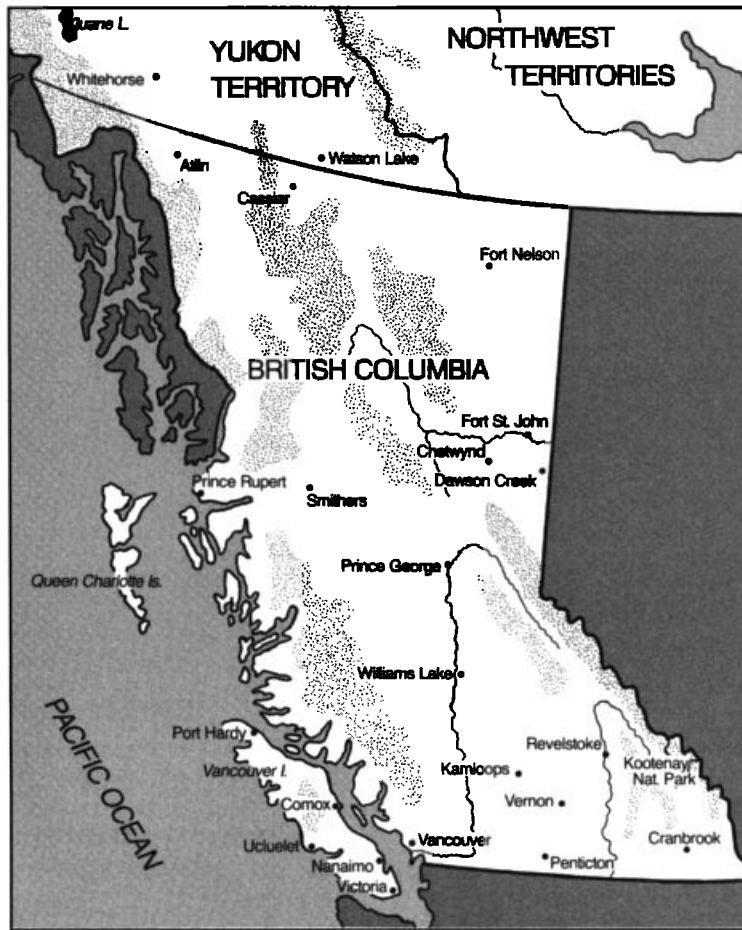 Kluane L.
YUKON
TERRITORY
NORTHWEST
TERRITORIES
Whitehorse
Atlin
Watson Lake
Cassiar
Fort Nelson
BRITISH COLUMBIA
Fort St. John
Chetwynd
Dawson Creek
Prince Rupert
Smithers
Queen Charlotte Is.
Prince George
Williams Lake
PACIFIC OCEAN
Port Hardy
Vancouver I.
Revelstoke
Kamloops
Kootenay
Nat. Park
Comox
Vernon
Ucluelet
Vancouver
Cranbrook
Nanaimo
Penticton
Victoria